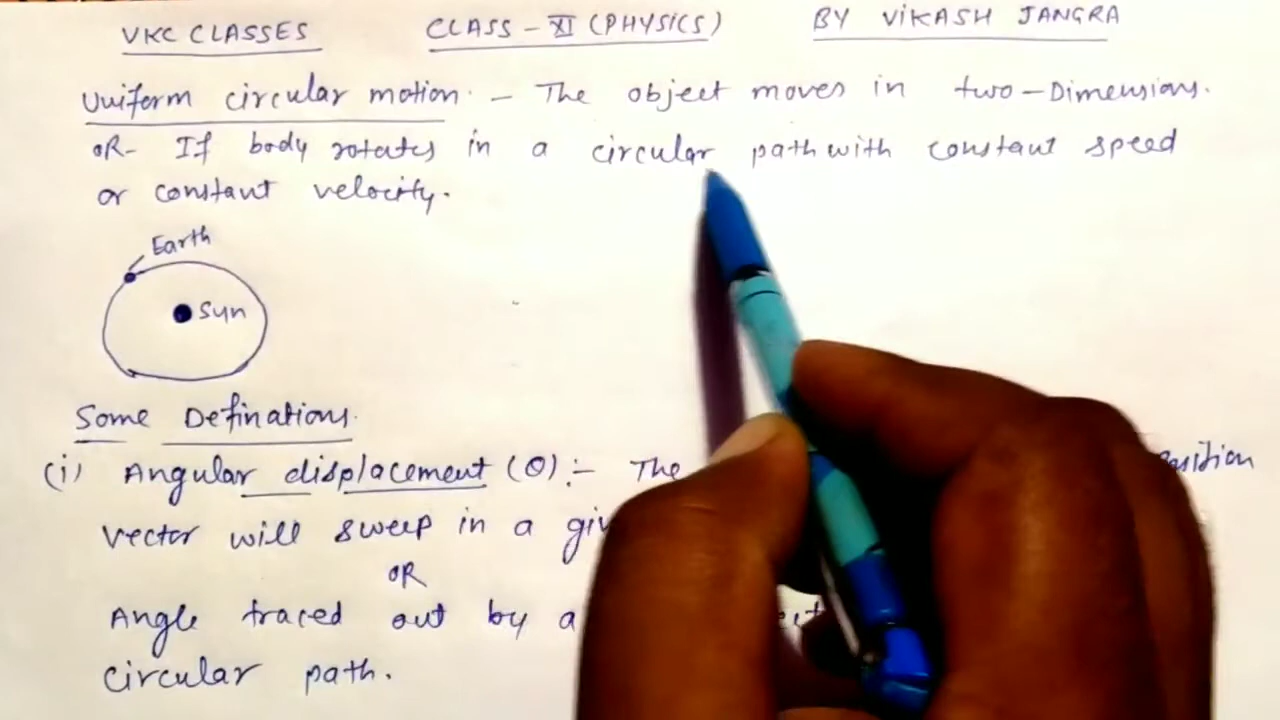 VKC CLASSES CLASS - XI (PHYSICS) BY VIKASH JANGRA
Uniform circular motion. - The object moves in two-Dimensions.
OR- If body rotates in a circular path with constant speed
or constant velocity.
Earth
Sun
Some Definations.
(i) Angular displacement (θ) :- The Position
vector will sweep in a
OR
Angle traced out by a
circular path.